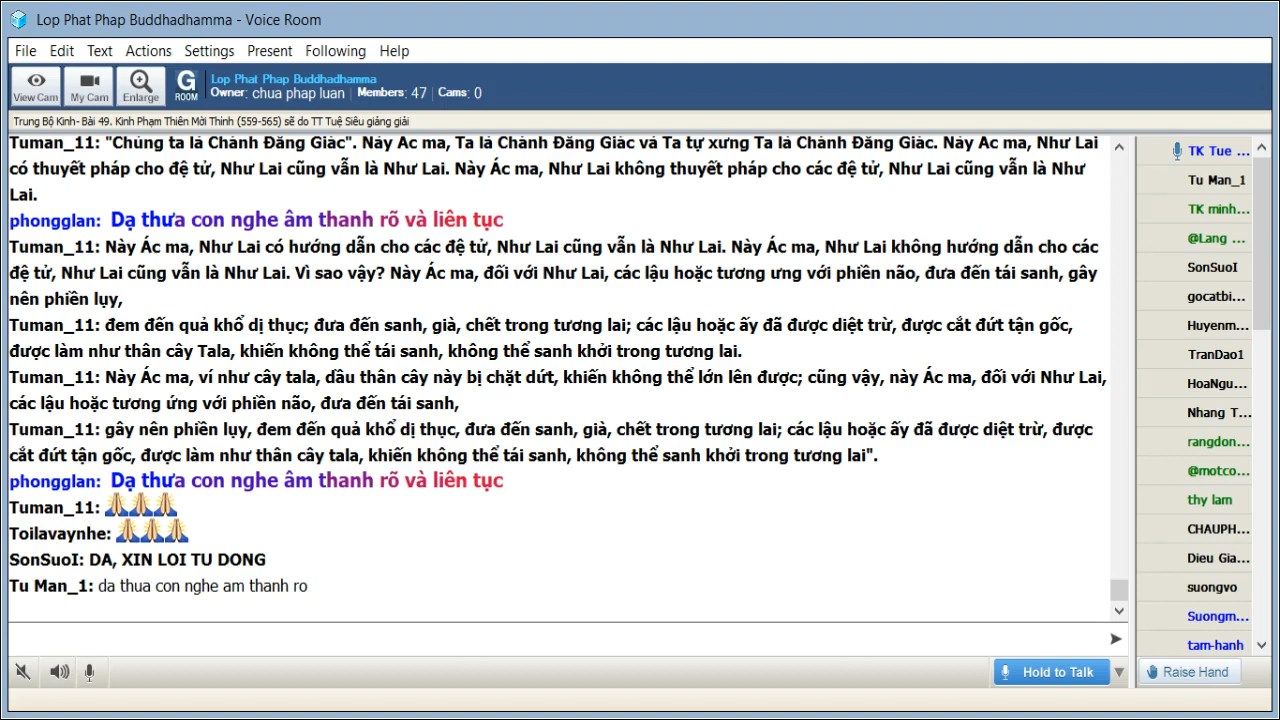 Lop Phat Phap Buddhadhamma - Voice Room
File Edit Text Actions Settings Present Following Help
View Cam My Cam Enlarge G ROOM
Lop Phat Phap Buddhadhamma
Owner: chua phap luan | Members: 47 | Cams: 0
Trung Bộ Kinh- Bài 49. Kinh Phạm Thiên Mời Thỉnh (559-565) sẽ do TT Tuệ Siêu giảng giải
Tuman_11: "Chúng ta là Chánh Đẳng Giác". Này Ác ma, Ta là Chánh Đẳng Giác và Ta tự xưng Ta là Chánh Đẳng Giác. Này Ác ma, Như Lai
có thuyết pháp cho đệ tử, Như Lai cũng vẫn là Như Lai. Này Ác ma, Như Lai không thuyết pháp cho các đệ tử, Như Lai cũng vẫn là Như
Lai.
phongglan: Dạ thưa con nghe âm thanh rõ và liên tục
Tuman_11: Này Ác ma, Như Lai có hướng dẫn cho các đệ tử, Như Lai cũng vẫn là Như Lai. Này Ác ma, Như Lai không hướng dẫn cho các
đệ tử, Như Lai cũng vẫn là Như Lai. Vì sao vậy? Này Ác ma, đối với Như Lai, các lậu hoặc tương ưng với phiền não, đưa đến tái sanh, gây
nên phiền lụy,
Tuman_11: đem đến quả khổ dị thục; đưa đến sanh, già, chết trong tương lai; các lậu hoặc ấy đã được diệt trừ, được cắt đứt tận gốc,
được làm như thân cây Tala, khiến không thể tái sanh, không thể sanh khởi trong tương lai.
Tuman_11: Này Ác ma, ví như cây tala, dầu thân cây này bị chặt dứt, khiến không thể lớn lên được; cũng vậy, này Ác ma, đối với Như Lai,
các lậu hoặc tương ứng với phiền não, đưa đến tái sanh,
Tuman_11: gây nên phiền lụy, đem đến quả khổ dị thục, đưa đến sanh, già, chết trong tương lai; các lậu hoặc ấy đã được diệt trừ, được
cắt đứt tận gốc, được làm như thân cây tala, khiến không thể tái sanh, không thể sanh khởi trong tương lai".
phongglan: Dạ thưa con nghe âm thanh rõ và liên tục
Tuman_11: 🙏🙏🙏
Toilavaynhe: 🙏🙏🙏
SonSuoI: DA, XIN LOI TU DONG
Tu Man_1: da thua con nghe am thanh ro
TK Tue ...
Tu Man_1
TK minh...
@Lang ...
SonSuoI
gocatbi...
Huyenm...
TranDao1
HoaNgu...
Nhang T...
rangdon...
@motco...
thy lam
CHAUPH...
Dieu Gia...
suongvo
Suongm...
tam-hanh
Hold to Talk
Raise Hand